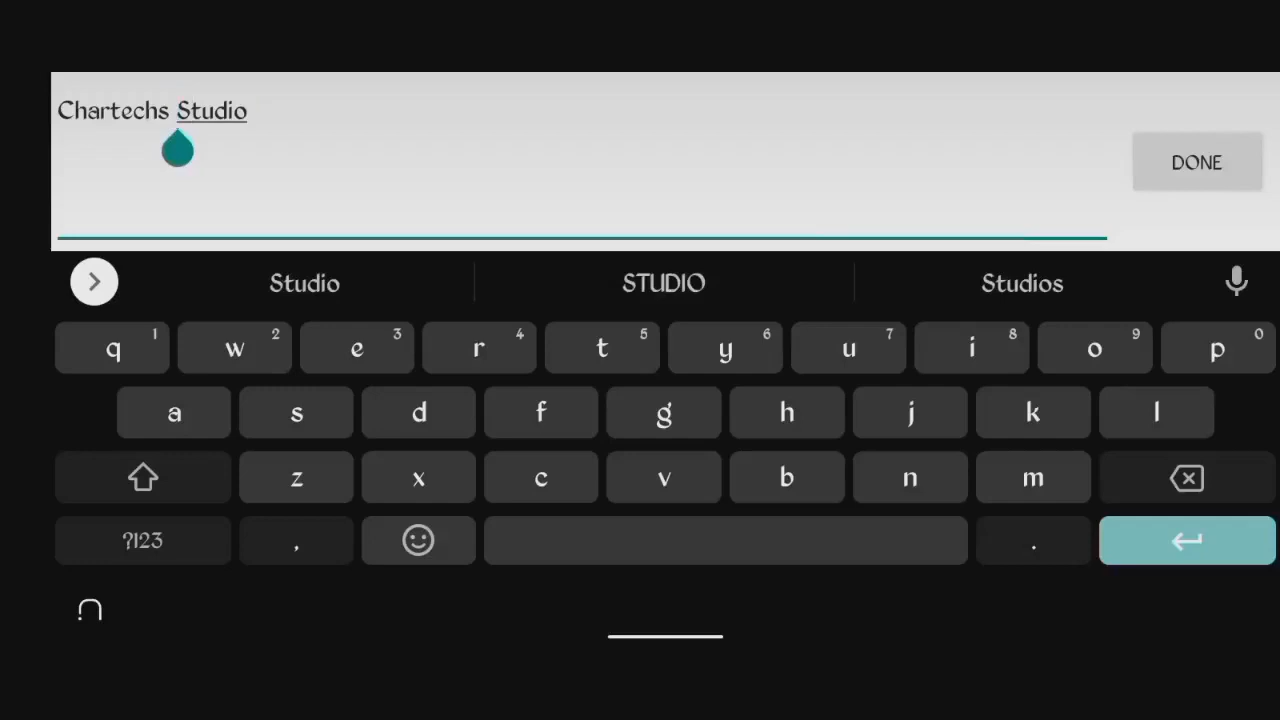 Chartechs Studio
DONE
Studio STUDIO Studios
q 1 w 2 e 3 r 4 t 5 y 6 u 7 i 8 o 9 p 0
a s d f g h j k l
z x c v b n m
?123 , .